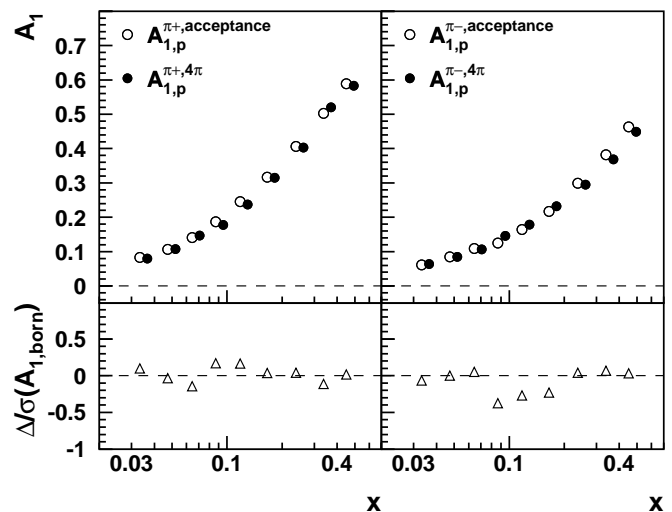 A1
A1,pπ+,acceptance
A1,pπ+,4π
A1,pπ−,acceptance
A1,pπ−,4π
0.7
0.6
0.5
0.4
0.3
0.2
0.1
0
Δ/σ(A1,born)
0.5
0
-0.5
-1
0.03 0.1 0.4 0.03 0.1 0.4
x x